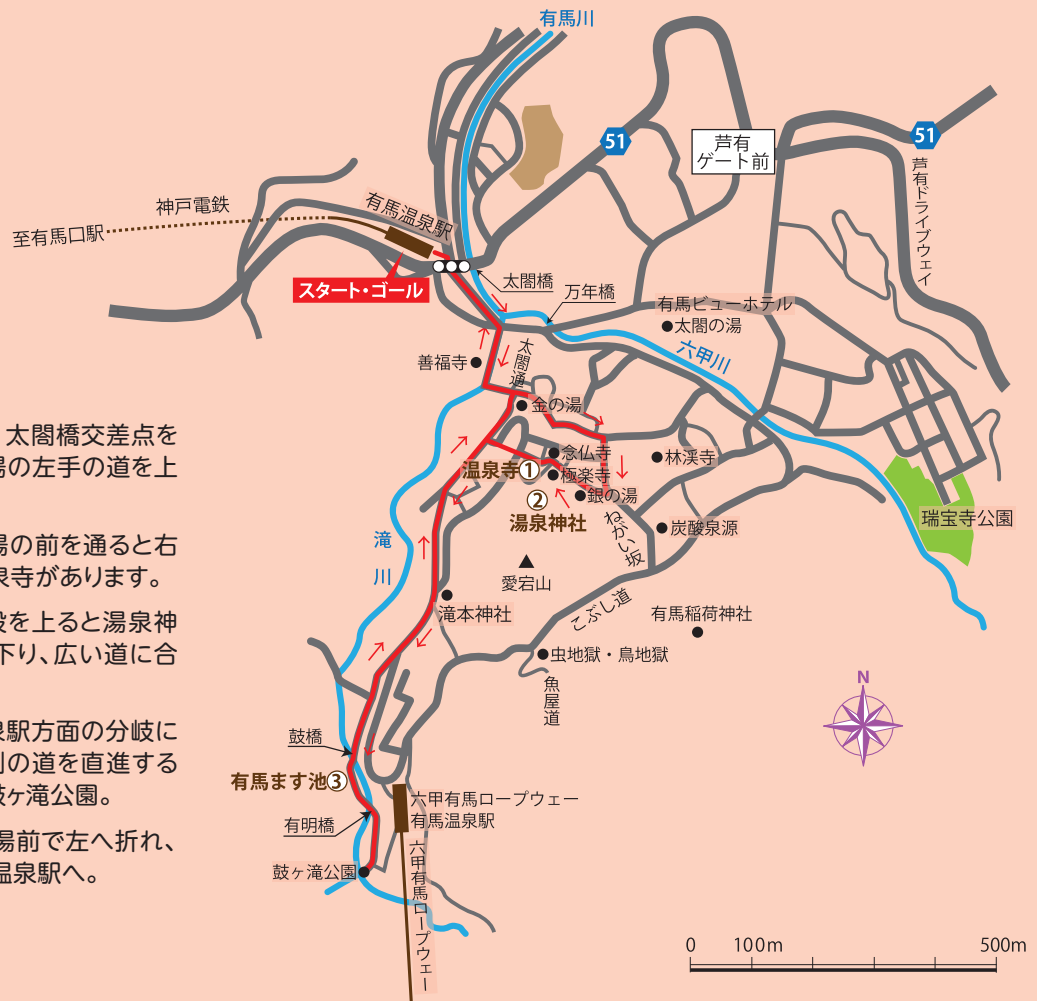 有馬川
51
芦有
ゲート前
51
芦有ドライブウェイ
神戸電鉄
至有馬口駅
有馬温泉駅
スタート・ゴール
太閤橋
万年橋
有馬ビューホテル
太閤の湯
六甲川
善福寺
太閤通
金の湯
太閤橋交差点を
湯の左手の道を上
念仏寺
林渓寺
温泉寺①
極楽寺
②
銀の湯
湯泉神社
ねがい坂
炭酸泉源
瑞宝寺公園
滝川
湯の前を通ると右
泉寺があります。
愛宕山
段を上ると湯泉神
下り、広い道に合
滝本神社
こぶし道
有馬稲荷神社
虫地獄・鳥地獄
魚屋道
N
泉駅方面の分岐に
側の道を直進する
鼓ヶ滝公園。
鼓橋
有馬ます池③
六甲有馬ロープウェー
有馬温泉駅
有明橋
湯前で左へ折れ、
温泉駅へ。
鼓ヶ滝公園
六甲有馬ロープウェー
0 100m 500m